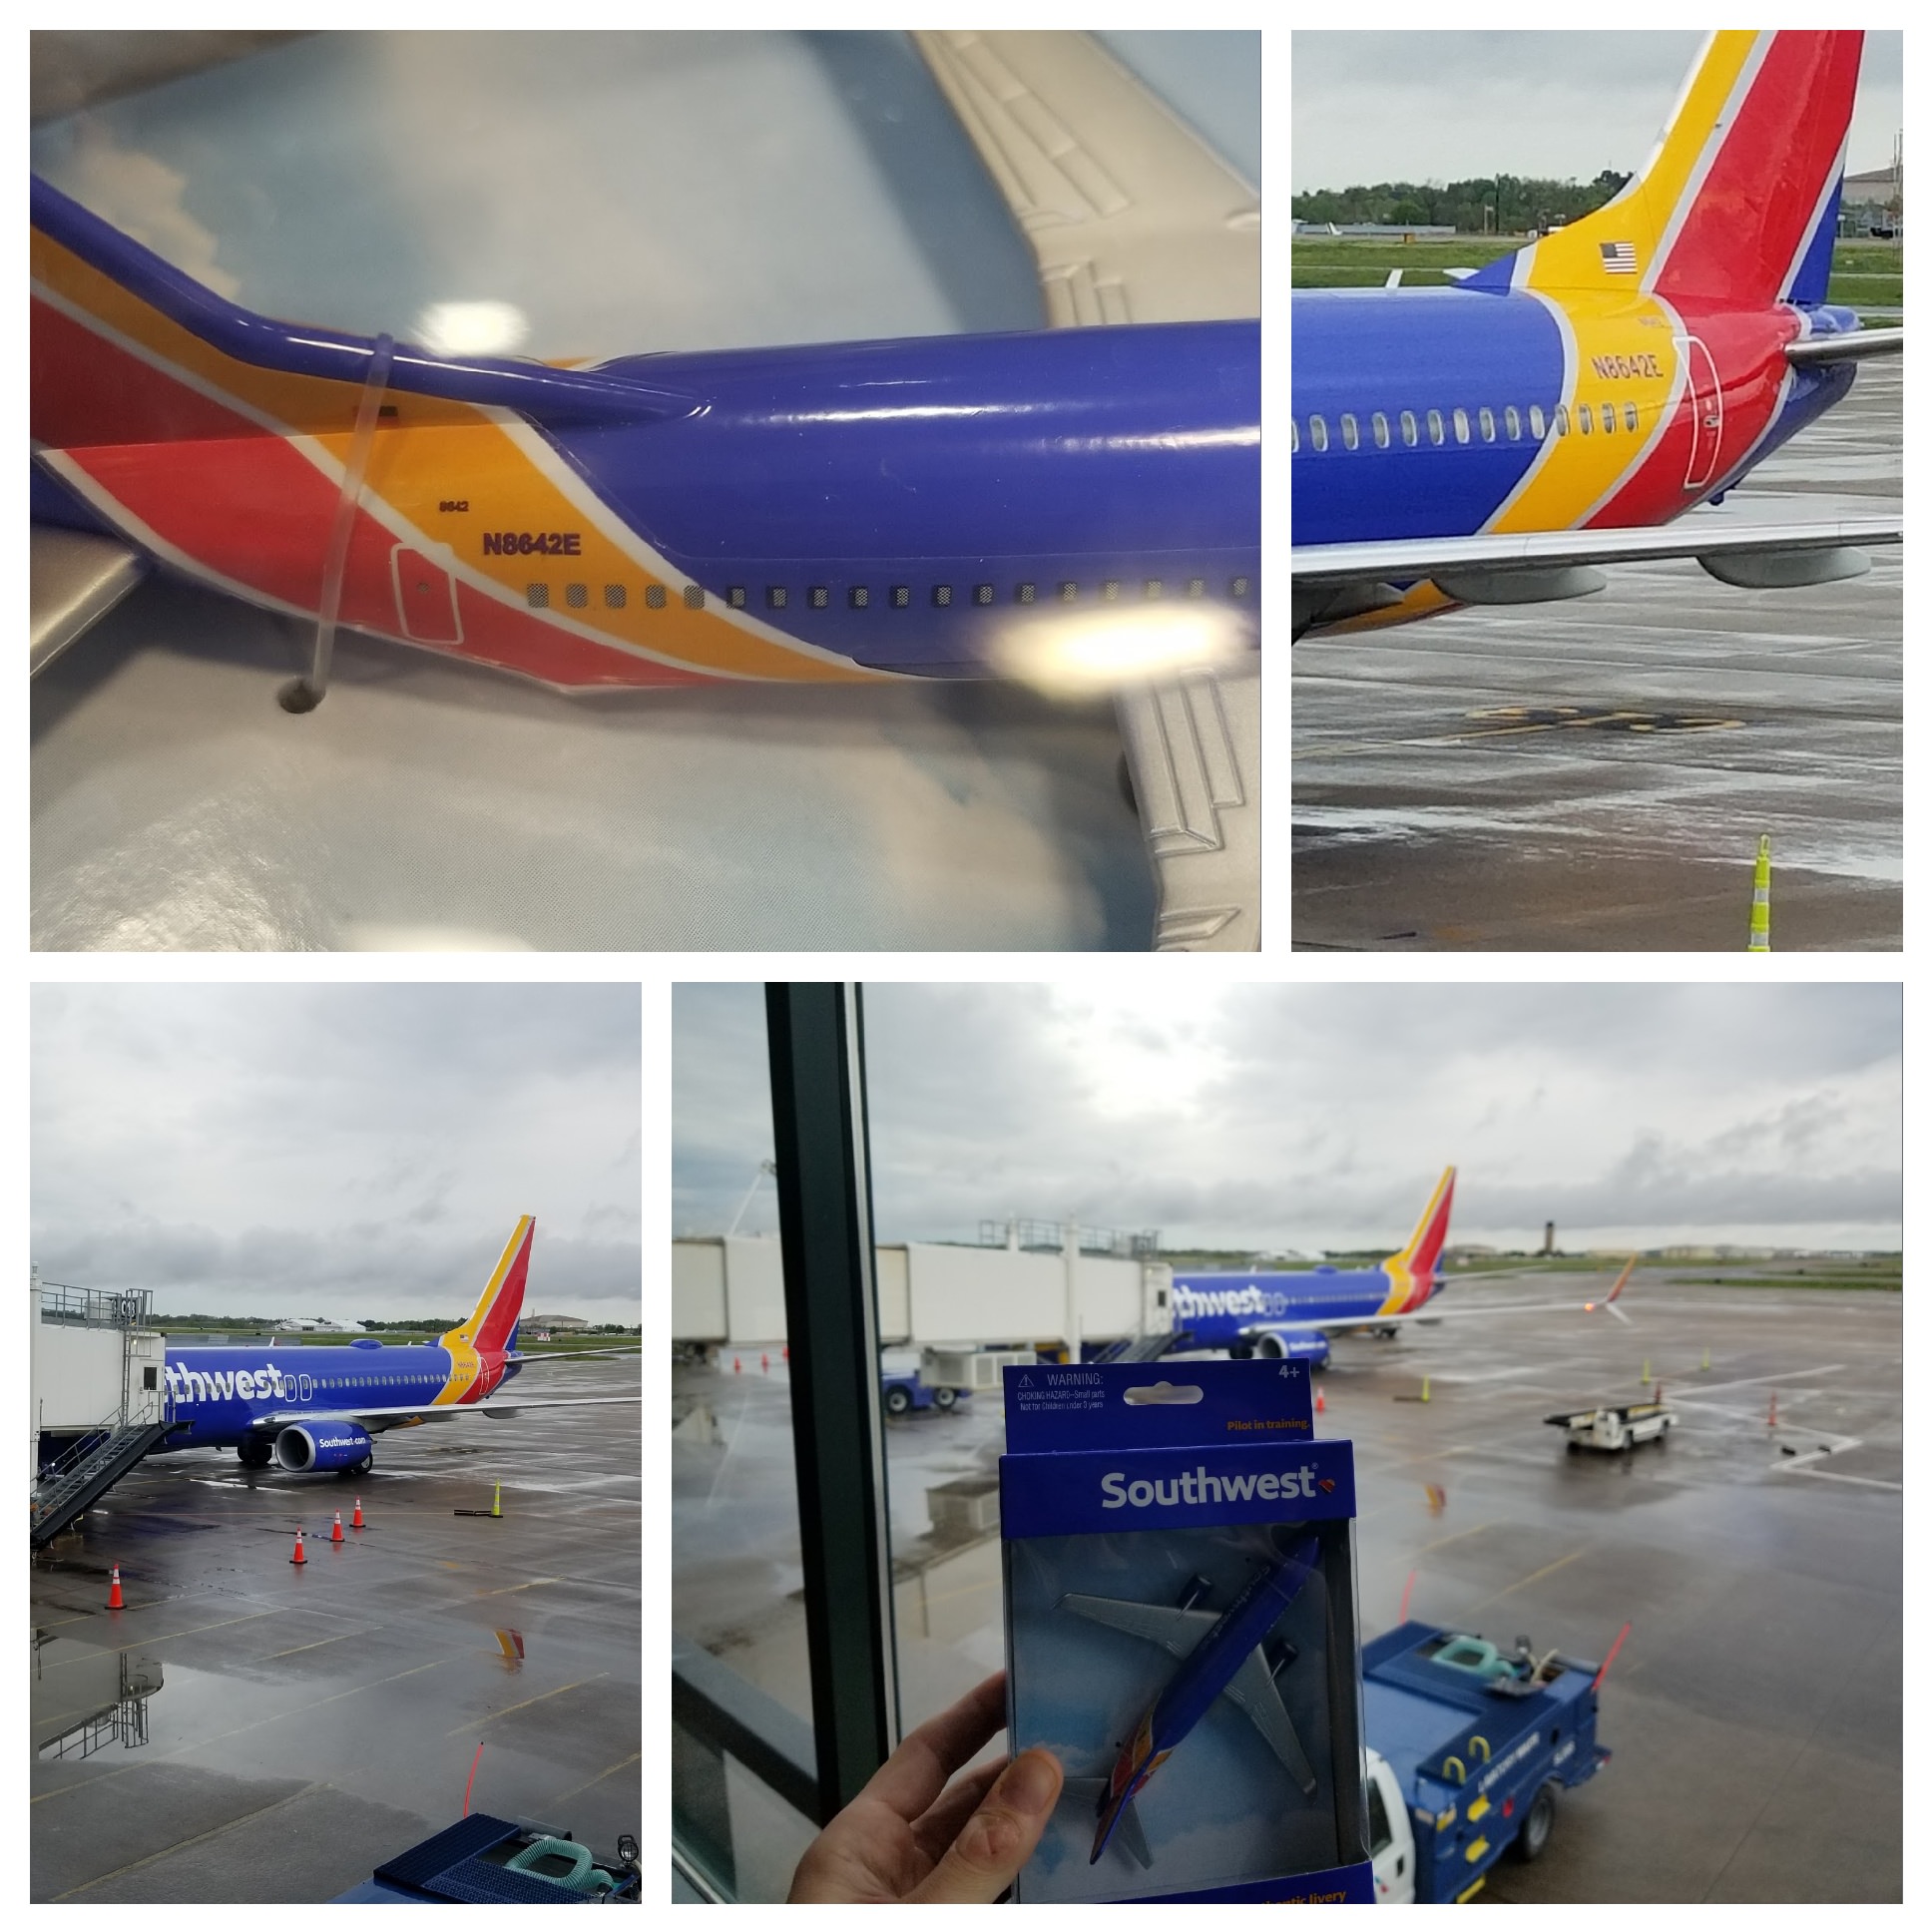 8642
N8642E
N8642E
thwest
Southwest.com
thwest
WARNING:
CHOKING HAZARD--Small parts
Not for Children under 3 years
4+
Pilot in training.
Southwest
livery